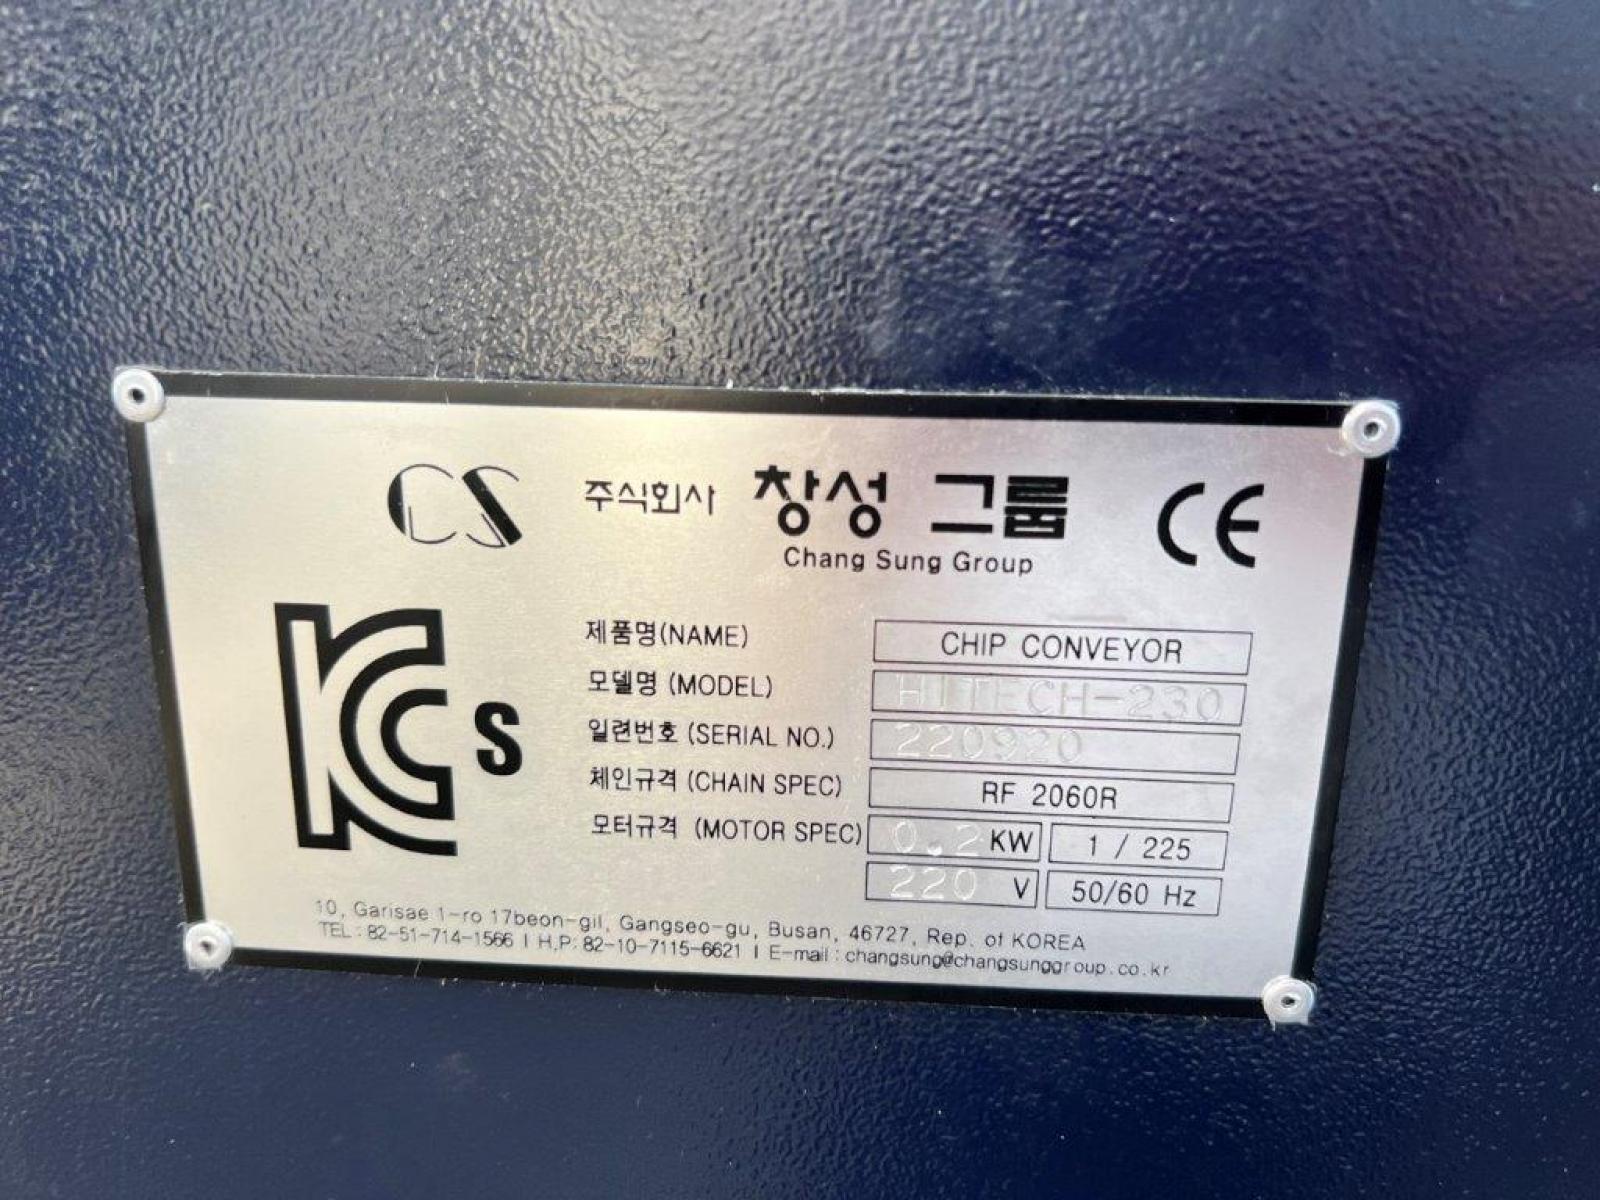 CS 주식회사 창성 그룹 CE
Chang Sung Group
KC S
제품명(NAME) CHIP CONVEYOR
모델명 (MODEL) HITECH-230
일련번호 (SERIAL NO.) 220920
체인규격 (CHAIN SPEC) RF 2060R
모터규격 (MOTOR SPEC) 0.2 KW 1 / 225
220 V 50/60 Hz
10, Garisae 1-ro 17beon-gil, Gangseo-gu, Busan, 46727, Rep. of KOREA
TEL : 82-51-714-1566 I H.P: 82-10-7115-6621 I E-mail : changsung@changsunggroup.co.kr